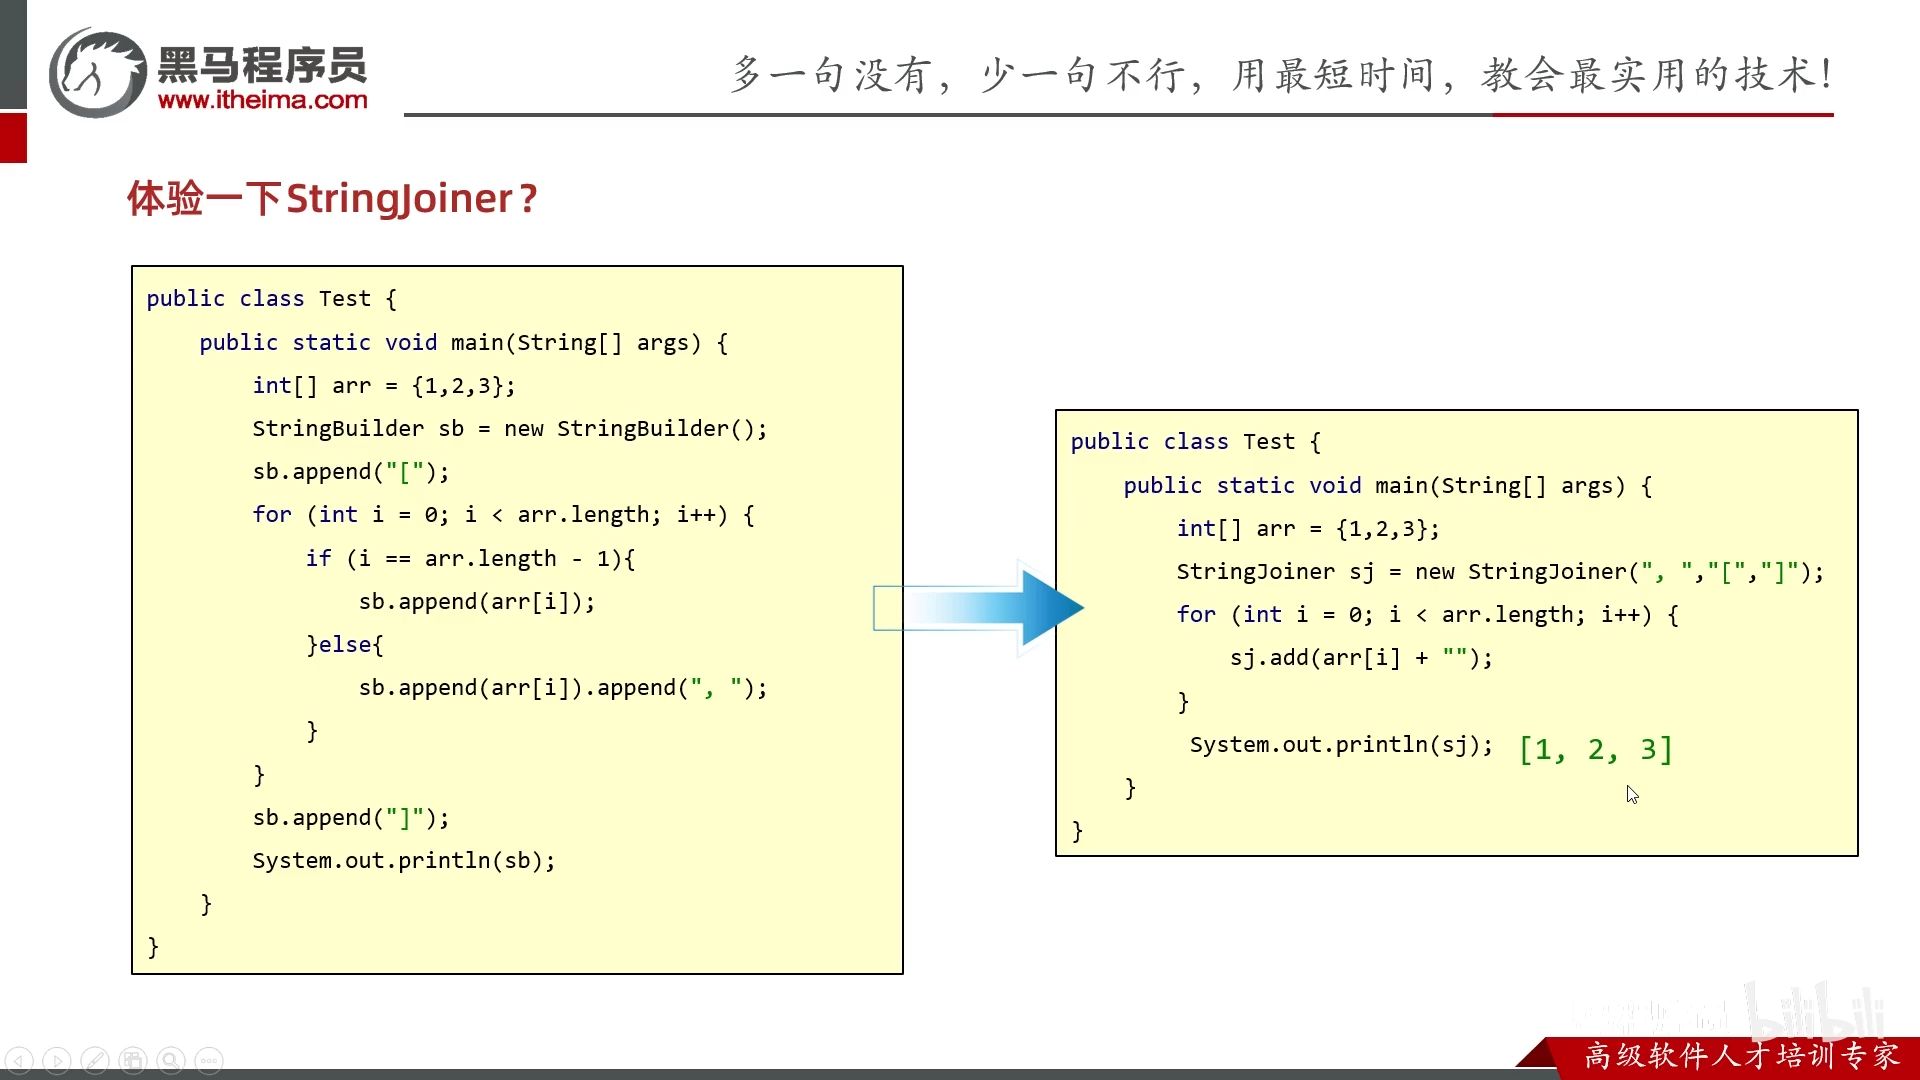 黑马程序员
www.itheima.com
多一句没有，少一句不行，用最短时间，教会最实用的技术！
体验一下StringJoiner？
public class Test {
    public static void main(String[] args) {
        int[] arr = {1,2,3};
        StringBuilder sb = new StringBuilder();
        sb.append("[");
        for (int i = 0; i < arr.length; i++) {
            if (i == arr.length - 1){
                sb.append(arr[i]);
            }else{
                sb.append(arr[i]).append(", ");
            }
        }
        sb.append("]");
        System.out.println(sb);
    }
}
public class Test {
    public static void main(String[] args) {
        int[] arr = {1,2,3};
        StringJoiner sj = new StringJoiner(", ","[","]");
        for (int i = 0; i < arr.length; i++) {
            sj.add(arr[i] + "");
        }
         System.out.println(sj);  [1, 2, 3]
    }
}
bilibili
高级软件人才培训专家